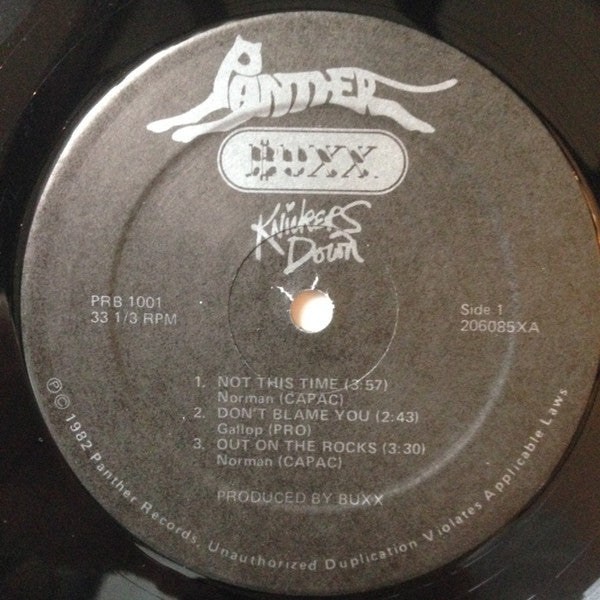 PANTHER
BUXX
Knickers
Down
PRB 1001
33 1/3 RPM
Side 1
206085XA
1. NOT THIS TIME (3:57)
Norman (CAPAC)
2. DON'T BLAME YOU (2:43)
Gallop (PRO)
3. OUT ON THE ROCKS (3:30)
Norman (CAPAC)
PRODUCED BY BUXX
℗ © 1982 Panther Records, Unauthorized Duplication Violates Applicable Laws